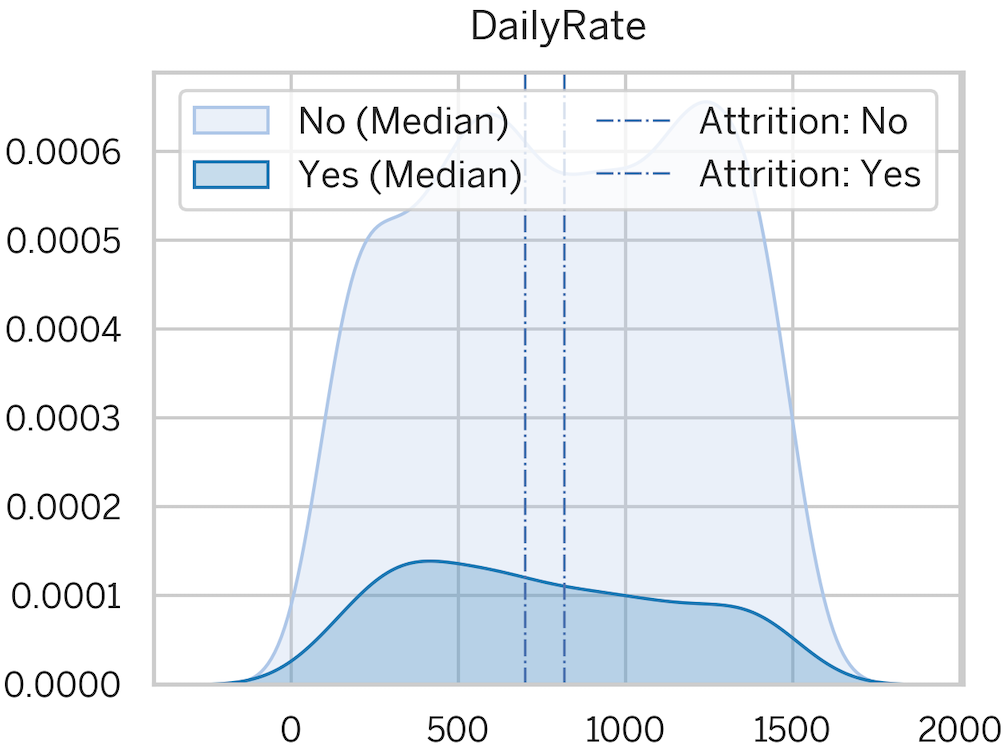 DailyRate
No (Median) Attrition: No
Yes (Median) Attrition: Yes
0.0006
0.0005
0.0004
0.0003
0.0002
0.0001
0.0000
0 500 1000 1500 2000